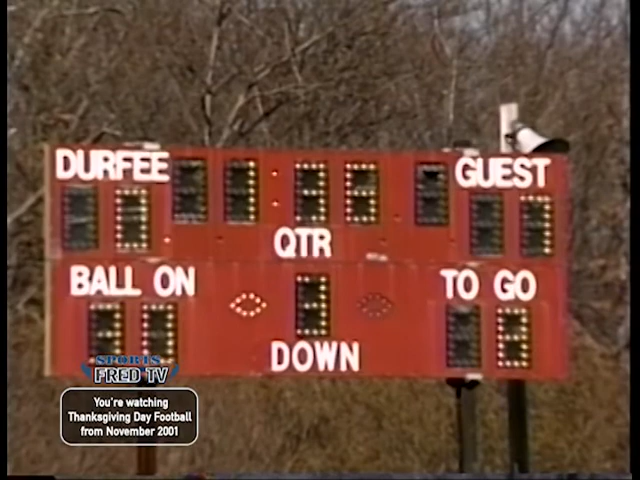 DURFEE GUEST
QTR
BALL ON TO GO
DOWN
SPORTS
FRED TV
You're watching
Thanksgiving Day Football
from November 2001